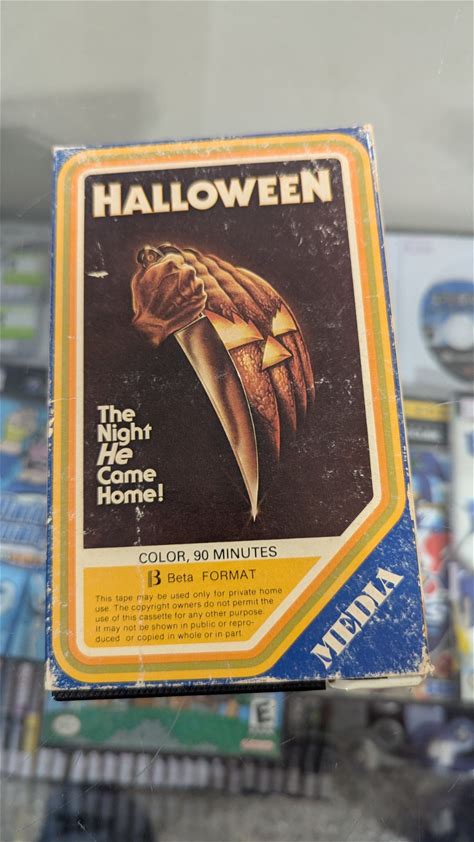 HALLOWEEN
The
Night
He
Came
Home!
COLOR, 90 MINUTES
β Beta FORMAT
This tape may be used only for private home
use. The copyright owners do not permit the
use of this cassette for any other purpose.
It may not be shown in public or repro-
duced or copied in whole or in part.
MEDIA